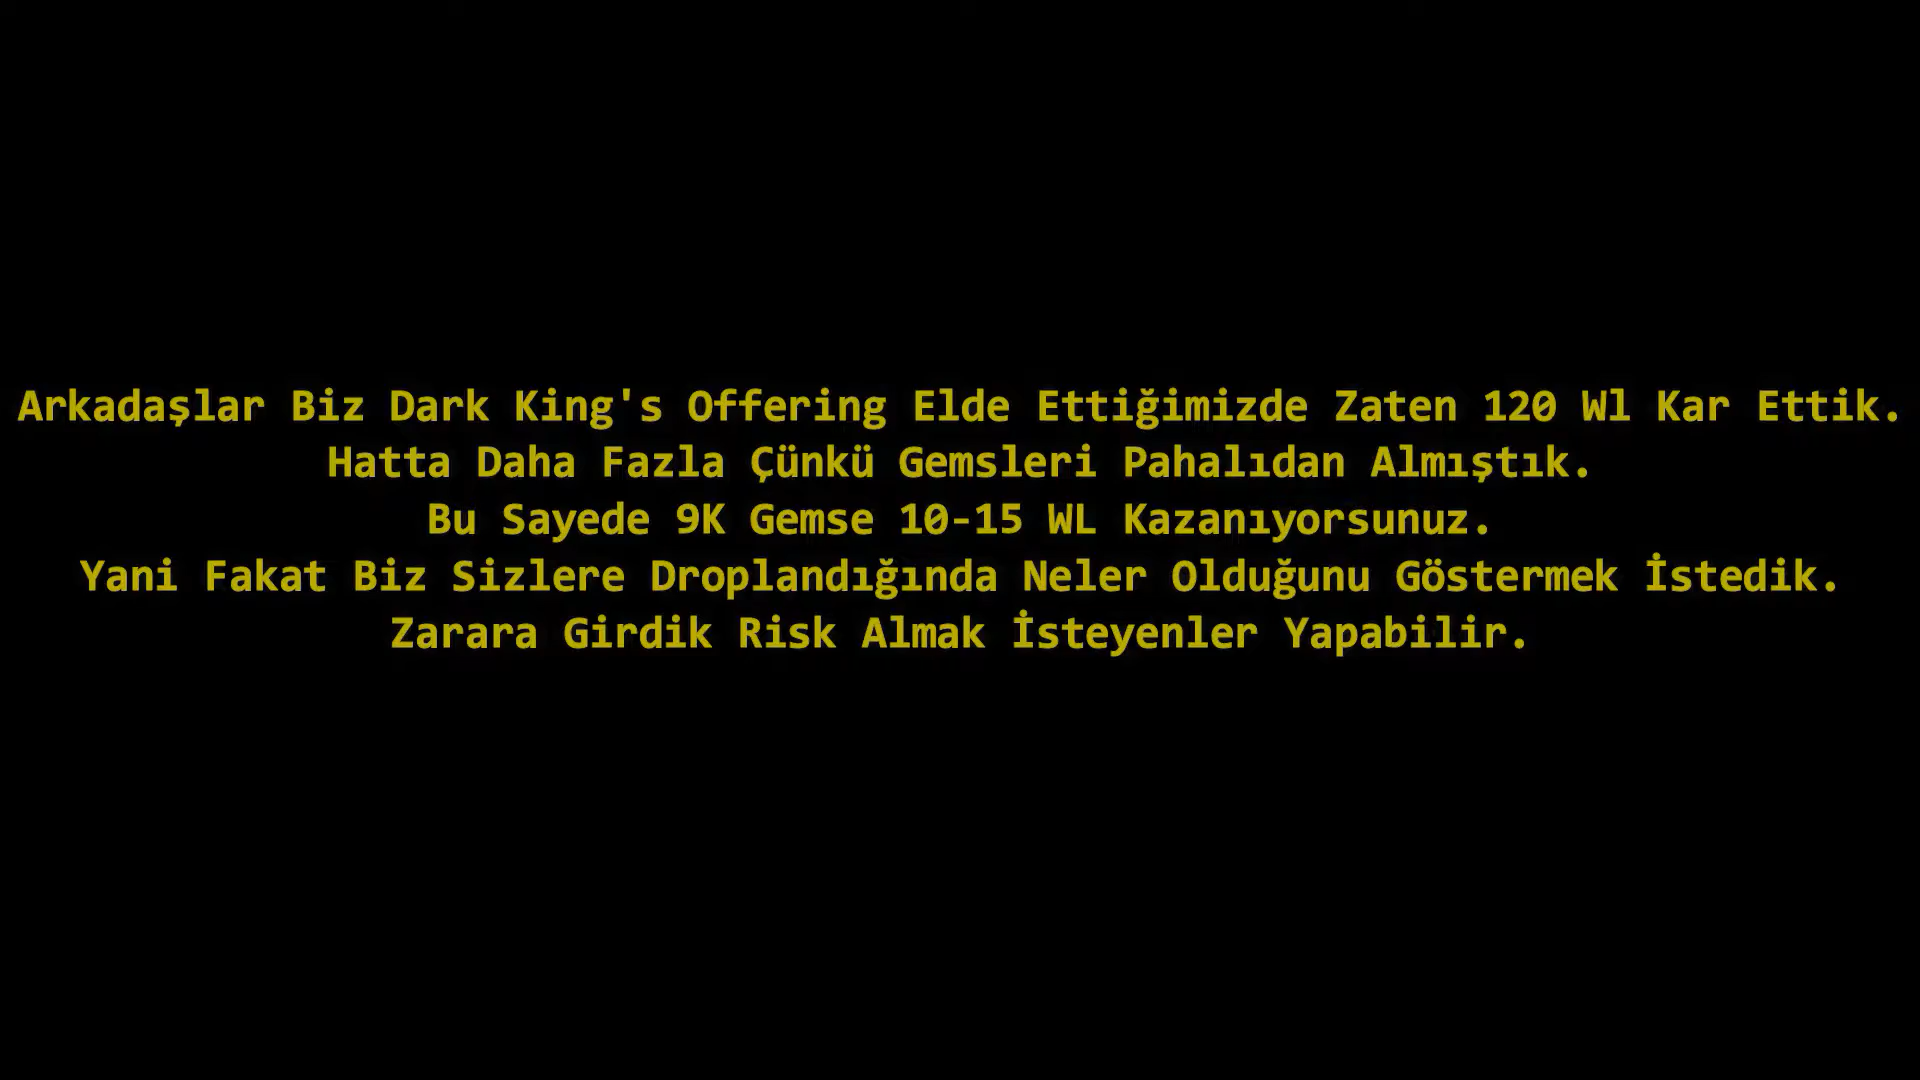 Arkadaşlar Biz Dark King's Offering Elde Ettiğimizde Zaten 120 Wl Kar Ettik.
Hatta Daha Fazla Çünkü Gemsleri Pahalıdan Almıştık.
Bu Sayede 9K Gemse 10-15 WL Kazanıyorsunuz.
Yani Fakat Biz Sizlere Droplandığında Neler Olduğunu Göstermek İstedik.
Zarara Girdik Risk Almak İsteyenler Yapabilir.